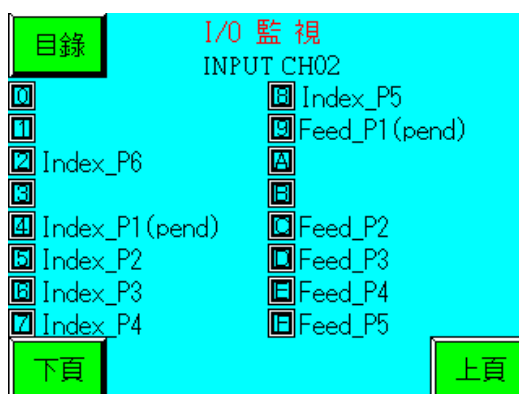 目錄
I/O 監 視
INPUT CH02
0
8 Index_P5
1
9 Feed_P1(pend)
2 Index_P6
A
3
B
4 Index_P1(pend)
C Feed_P2
5 Index_P2
D Feed_P3
6 Index_P3
E Feed_P4
7 Index_P4
F Feed_P5
下頁
上頁